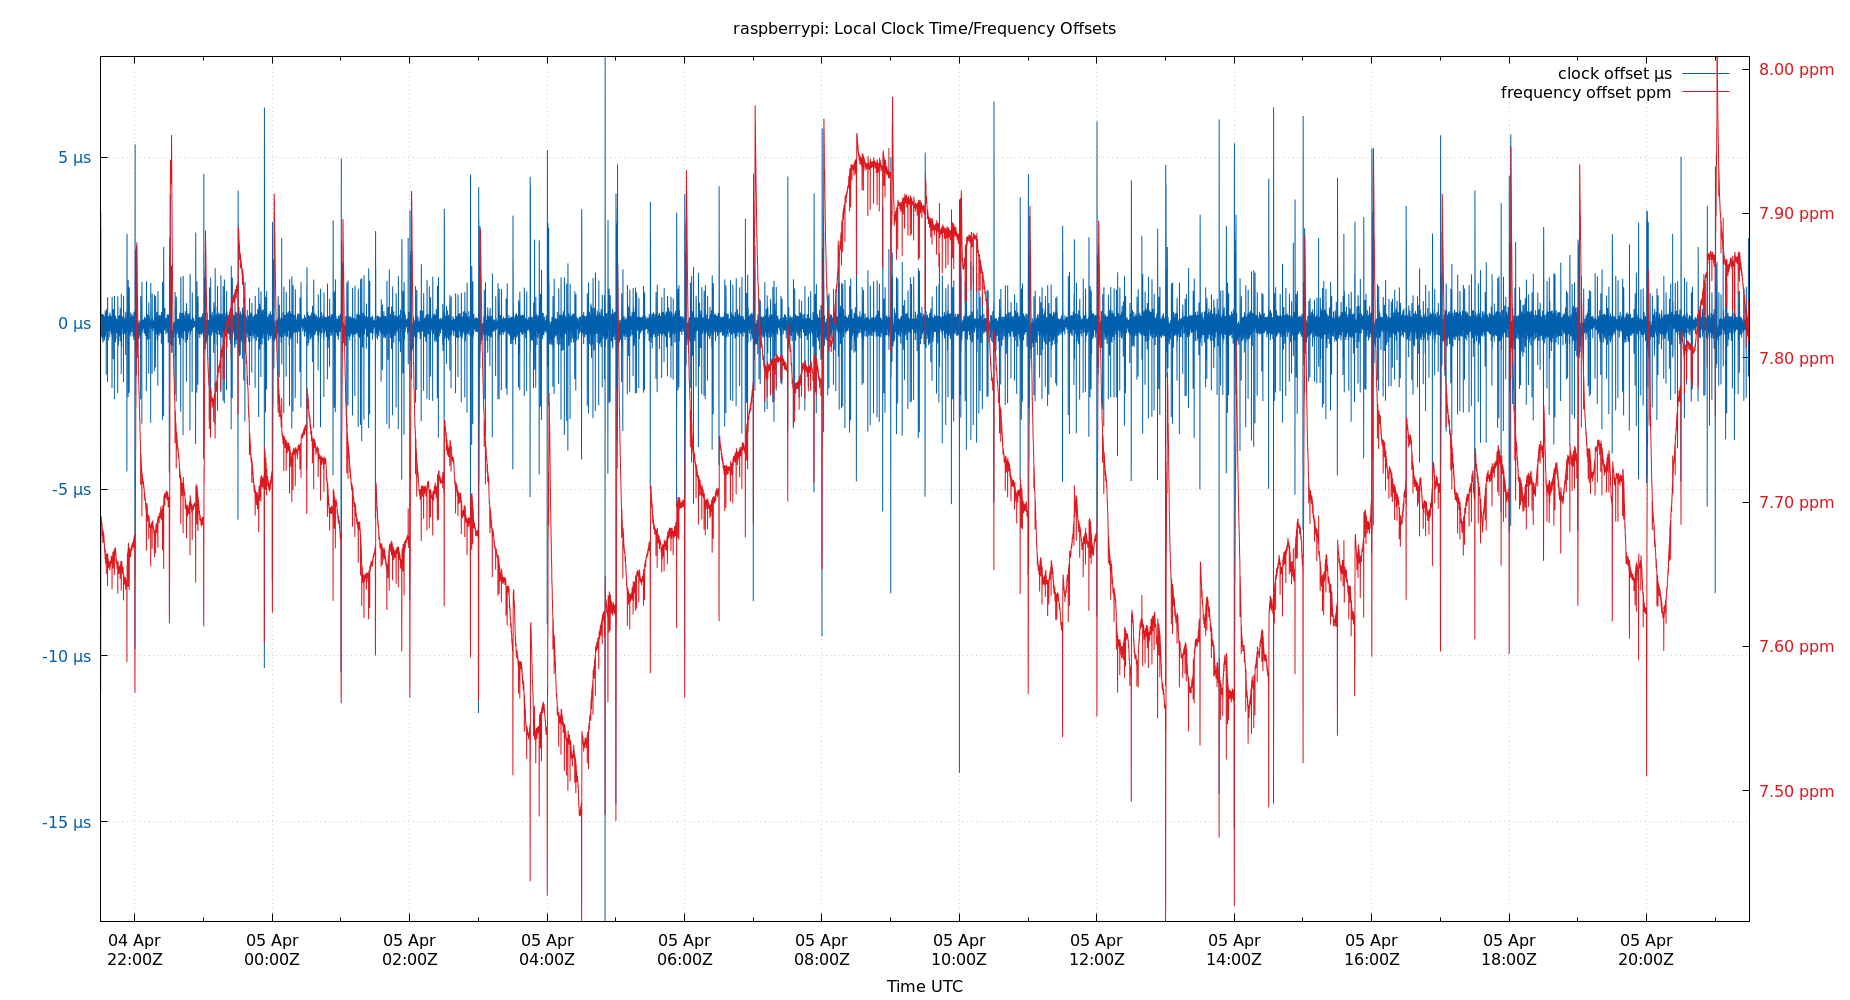 raspberrypi: Local Clock Time/Frequency Offsets
clock offset µs
frequency offset ppm
5 µs
0 µs
-5 µs
-10 µs
-15 µs
8.00 ppm
7.90 ppm
7.80 ppm
7.70 ppm
7.60 ppm
7.50 ppm
04 Apr
22:00Z
05 Apr
00:00Z
05 Apr
02:00Z
05 Apr
04:00Z
05 Apr
06:00Z
05 Apr
08:00Z
05 Apr
10:00Z
05 Apr
12:00Z
05 Apr
14:00Z
05 Apr
16:00Z
05 Apr
18:00Z
05 Apr
20:00Z
Time UTC